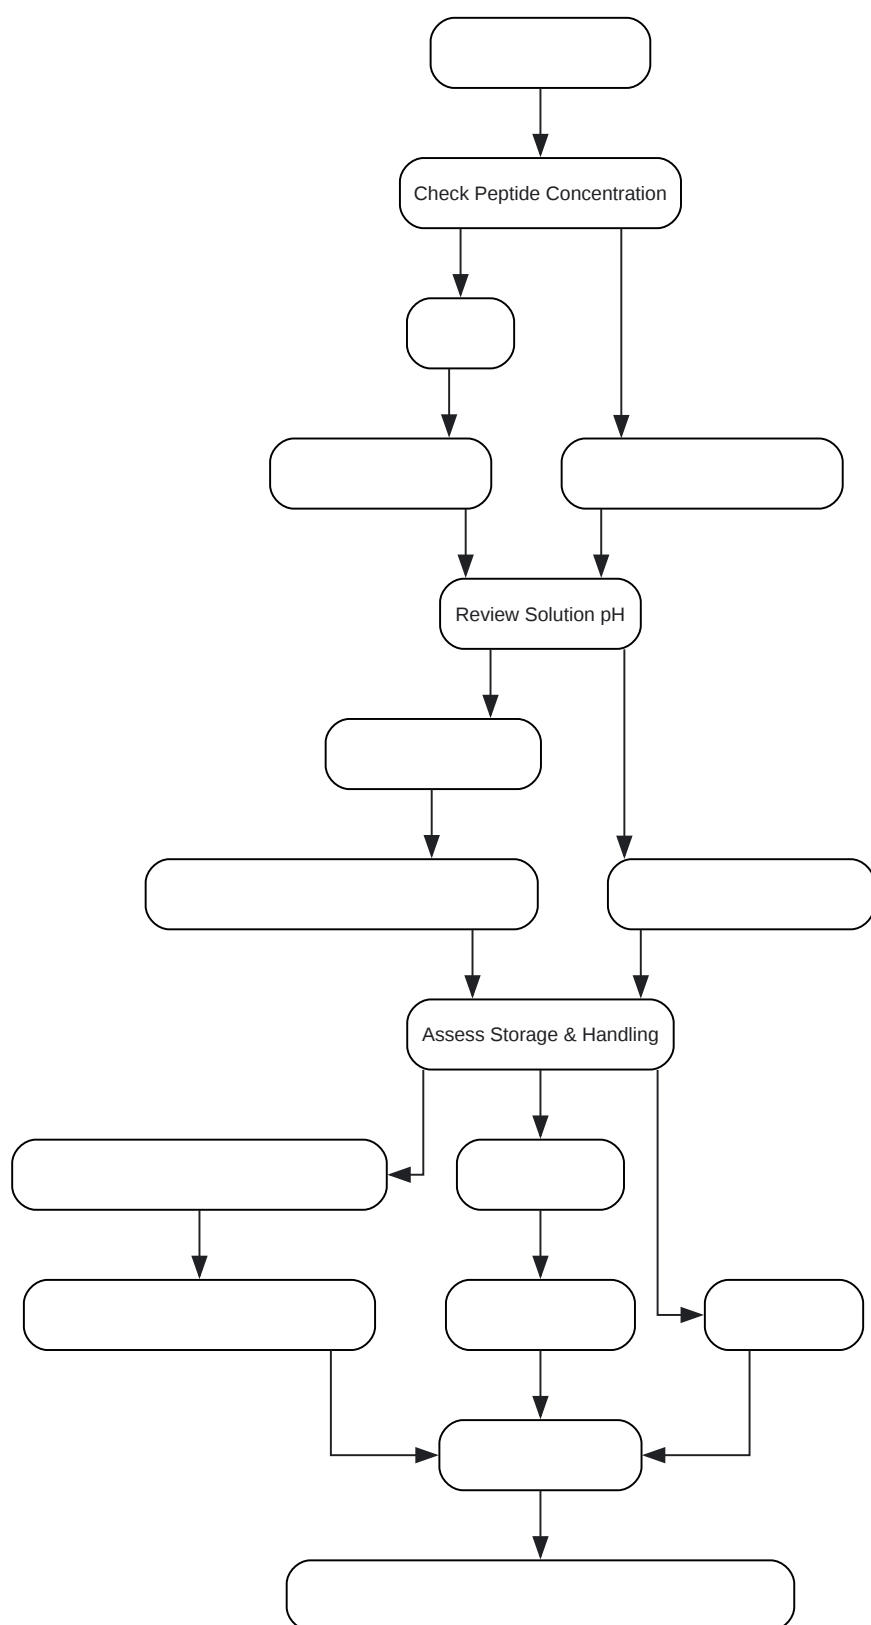 Check Peptide Concentration
Review Solution pH
Assess Storage & Handling